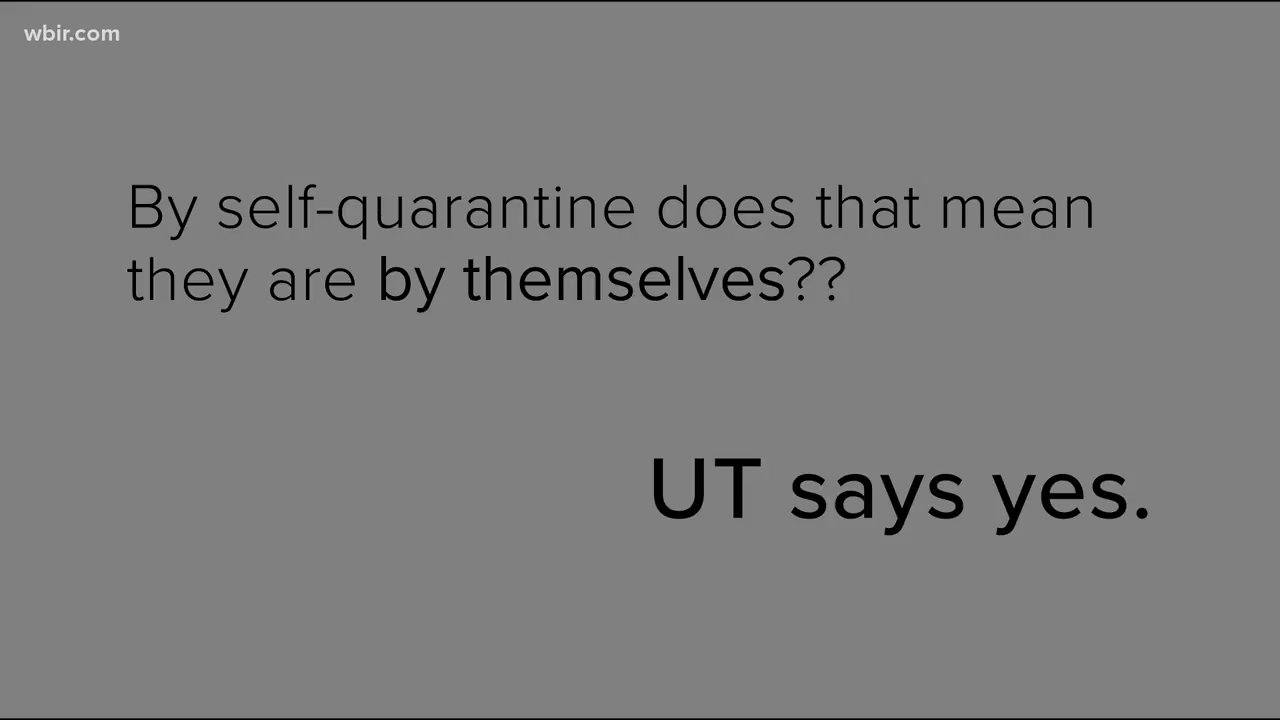 wbir.com
By self-quarantine does that mean
they are by themselves??
UT says yes.